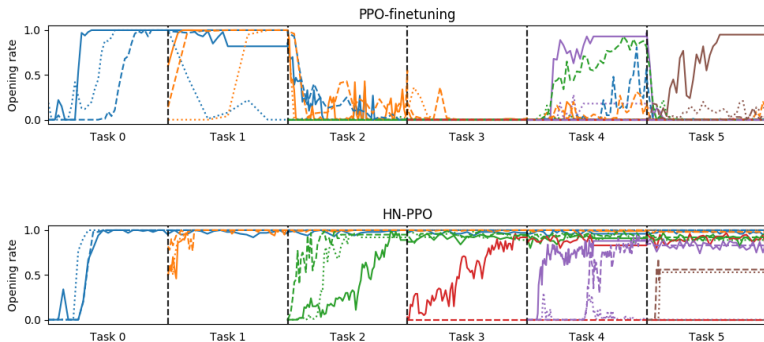 PPO-finetuning
Opening rate
1.0
0.5
0.0
Task 0 Task 1 Task 2 Task 3 Task 4 Task 5
HN-PPO
Opening rate
1.0
0.5
0.0
Task 0 Task 1 Task 2 Task 3 Task 4 Task 5